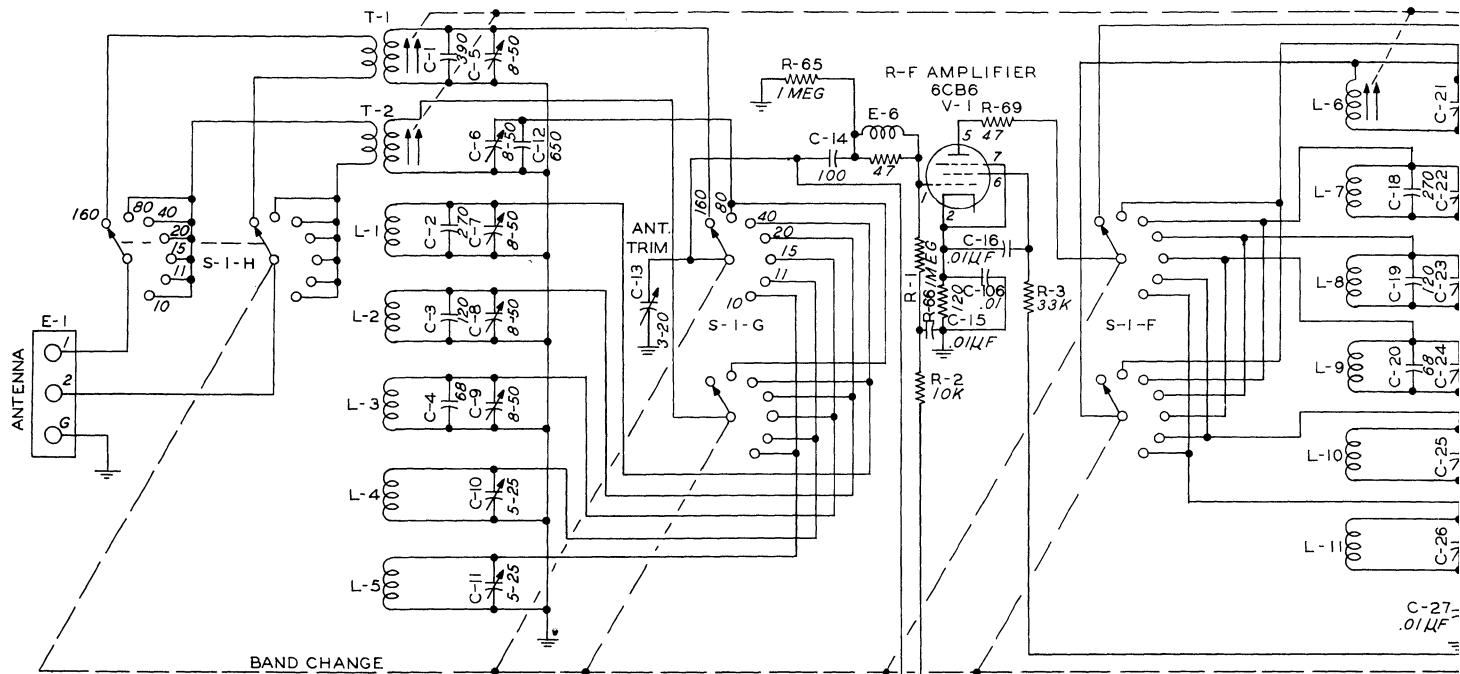 T-1
C-1
390
C-5
8-50
T-2
C-6
8-50
C-12
650
R-65
1 MEG
R-F AMPLIFIER
6CB6
V-1
R-69
47
5
7
6
2
1
E-6
C-14
100
47
L-6
C-21
L-7
C-18
270
C-22
L-8
C-19
120
C-23
L-9
C-20
68
C-24
L-10
C-25
L-11
C-26
C-27
.01µF
160
80
40
20
15
11
10
S-1-H
L-1
C-2
270
C-7
8-50
L-2
C-3
120
C-8
8-50
L-3
C-4
68
C-9
8-50
L-4
C-10
5-25
L-5
C-11
5-25
ANT.
TRIM
C-13
3-20
160
80
40
20
15
11
10
S-1-G
R-1
1MEG
C-16
.01µF
R-66
120
C-106
.01
C-15
.01µF
R-3
33K
R-2
10K
S-1-F
E-1
ANTENNA
1
2
G
BAND CHANGE